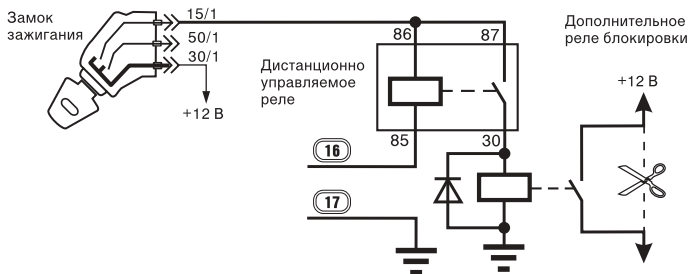 Замок
зажигания
15/1
50/1
30/1
+12 В
86
87
Дистанционно
управляемое
реле
85
30
16
17
Дополнительное
реле блокировки
+12 В